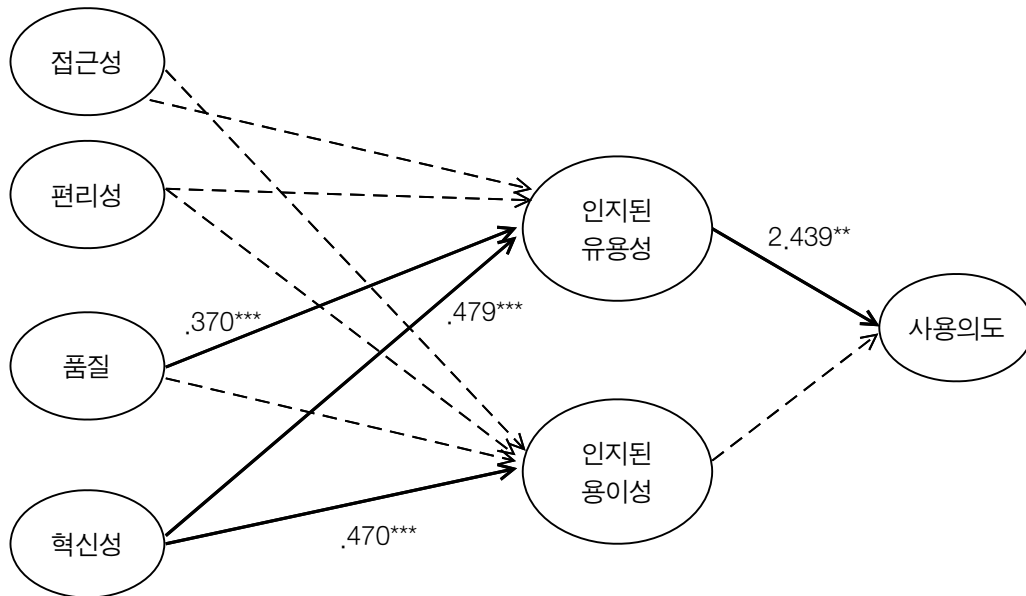 접근성
편리성
품질
혁신성
.370***
.479***
.470***
인지된
유용성
인지된
용이성
2.439**
사용의도